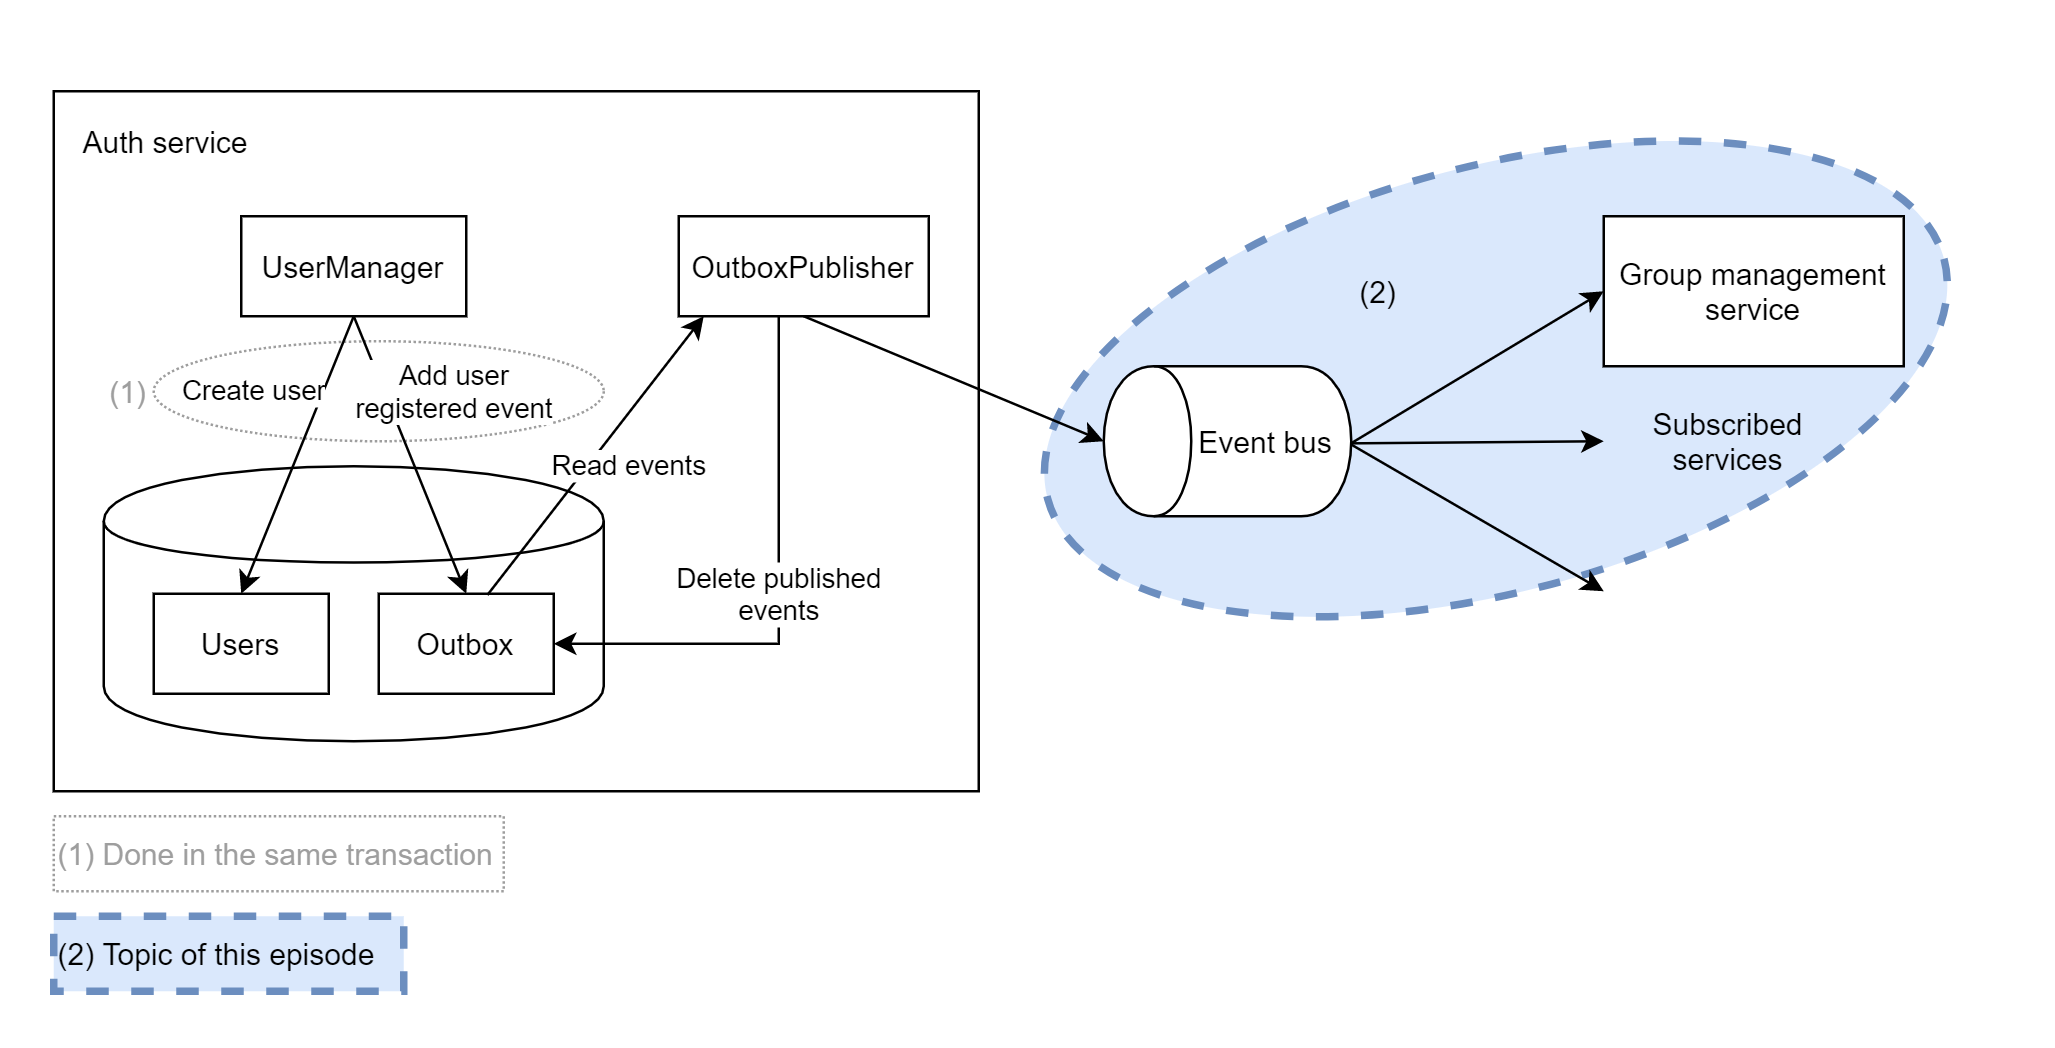 Auth service
UserManager
OutboxPublisher
(1)
Create user
Add user
registered event
Read events
Delete published
events
Users
Outbox
(2)
Group management
service
Event bus
Subscribed
services
(1) Done in the same transaction
(2) Topic of this episode